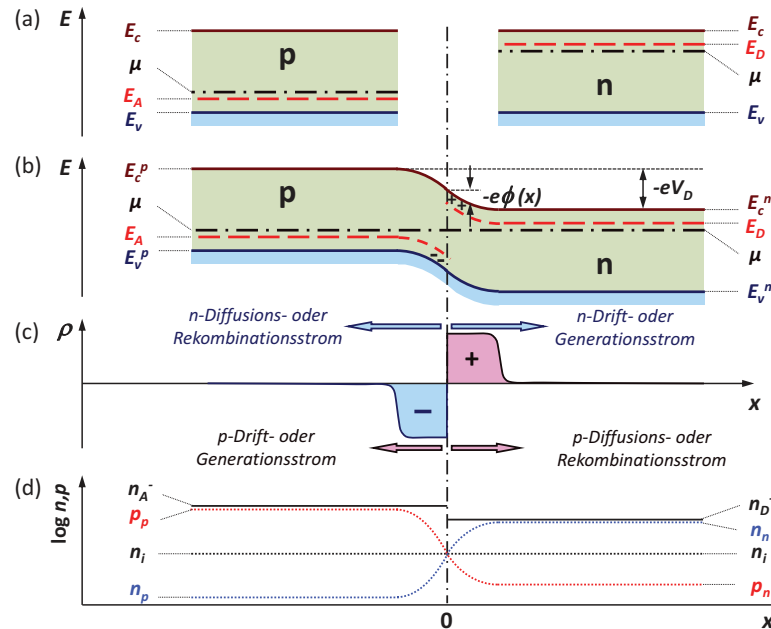 (a)
E
E_c
p
μ
E_A
E_v
n
E_c
E_D
μ
E_v
(b)
E
E_c^p
p
μ
E_A
E_v^p
++
--
-eϕ(x)
-eV_D
n
E_c^n
E_D
μ
E_v^n
(c)
ρ
n-Diffusions- oder
Rekombinationsstrom
n-Drift- oder
Generationsstrom
+
−
x
p-Drift- oder
Generationsstrom
p-Diffusions- oder
Rekombinationsstrom
(d)
log n,p
n_A^-
p_p
n_i
n_p
n_D
n_n
n_i
p_n
0
x